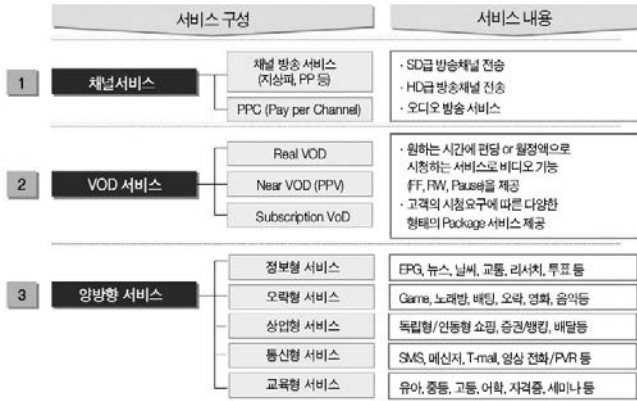 서비스 구성
서비스 내용
1
채널서비스
채널 방송 서비스
(지상파, PP 등)
PPC (Pay per Channel)
· SD급 방송채널 전송
· HD급 방송채널 전송
· 오디오 방송 서비스
2
VOD 서비스
Real VOD
Near VOD (PPV)
Subscription VoD
· 원하는 시간에 편당 or 월정액으로
시청하는 서비스로 비디오 기능
(FF, RW, Pause)을 제공
· 고객의 시청요구에 따른 다양한
형태의 Package 서비스 제공
3
양방향 서비스
정보형 서비스
EPG, 뉴스, 날씨, 교통, 리서치, 투표 등
오락형 서비스
Game, 노래방, 배팅, 오락, 영화, 음악등
상업형 서비스
독립형/연동형 쇼핑, 증권/뱅킹, 배달등
통신형 서비스
SMS, 메신저, T-mail, 영상 전화/PVR 등
교육형 서비스
유아, 중등, 고등, 어학, 자격증, 세미나 등